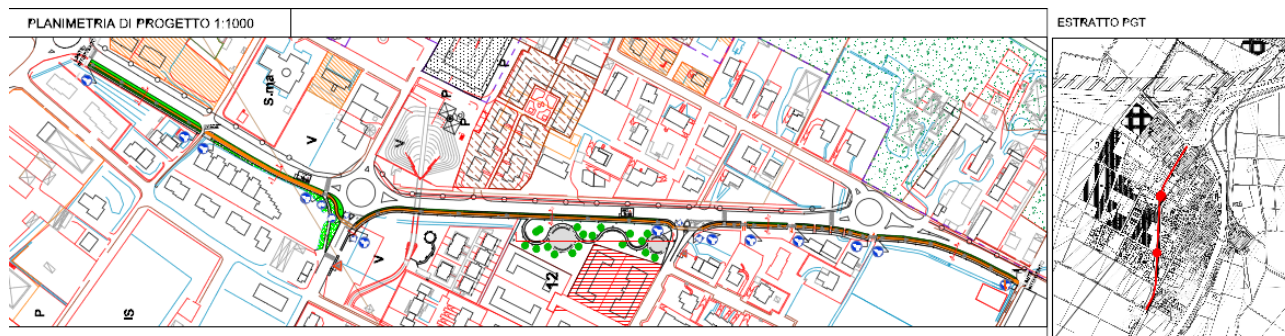 PLANIMETRIA DI PROGETTO 1:1000
ESTRATTO PGT
S.ma
V
P
P
P
S
V
V
12
IS
P